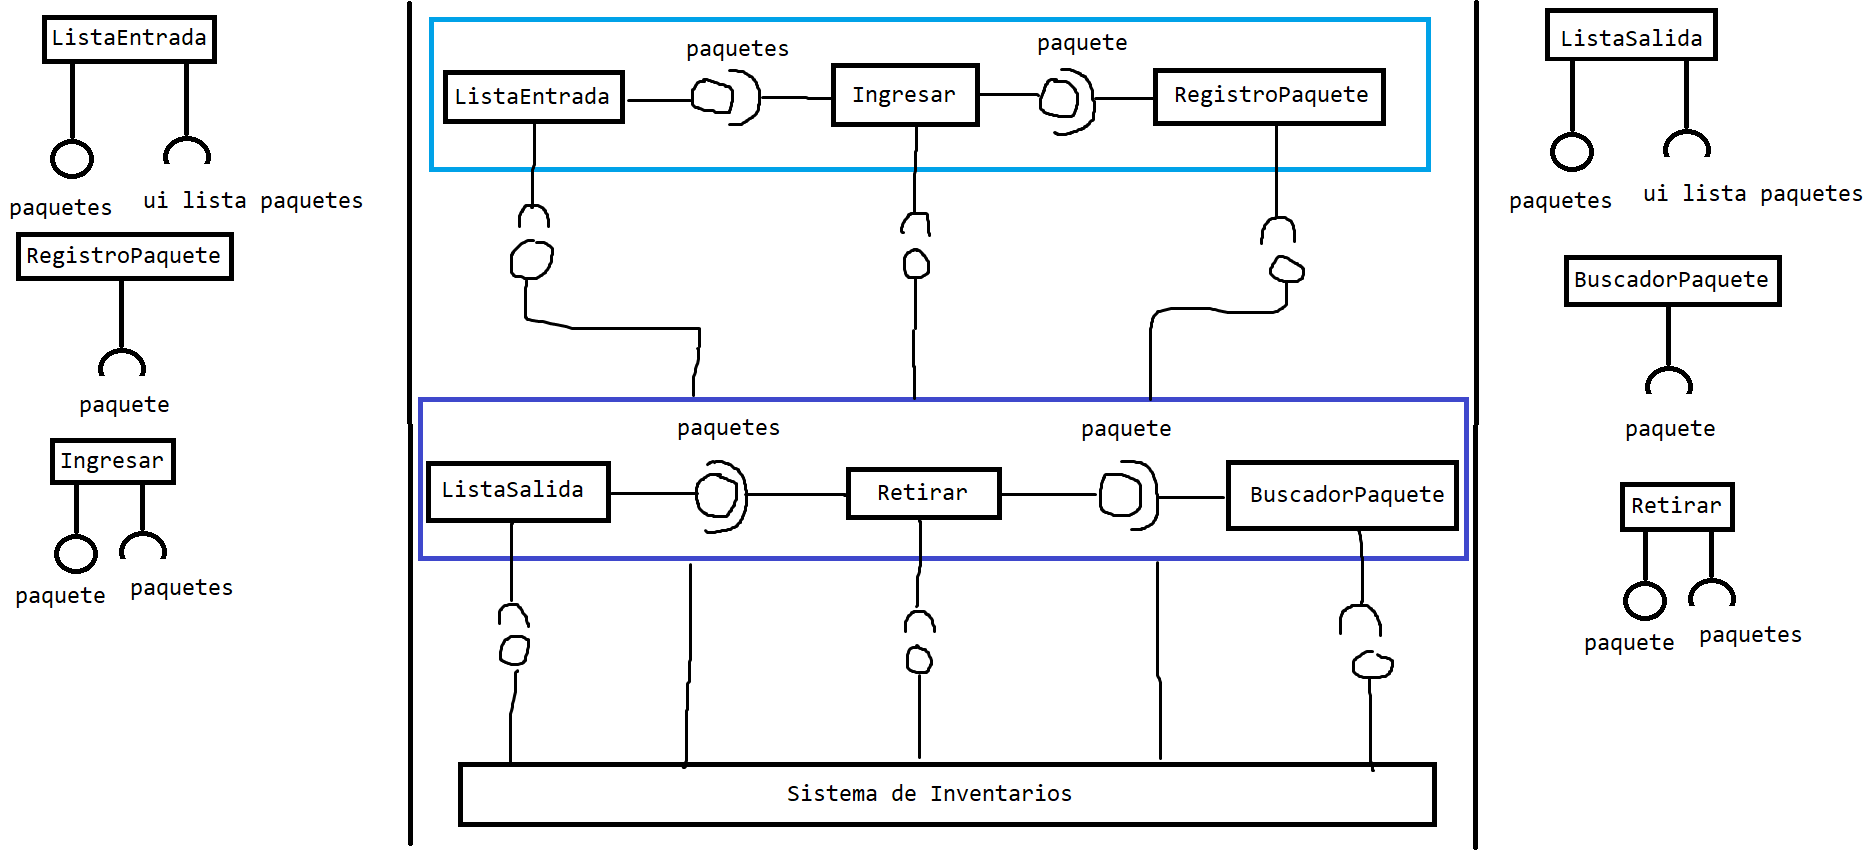 ListaEntrada
paquetes
ui lista paquetes
RegistroPaquete
paquete
Ingresar
paquete
paquetes
paquetes
paquete
ListaEntrada
Ingresar
RegistroPaquete
paquetes
paquete
ListaSalida
Retirar
BuscadorPaquete
Sistema de Inventarios
ListaSalida
paquetes
ui lista paquetes
BuscadorPaquete
paquete
Retirar
paquete
paquetes